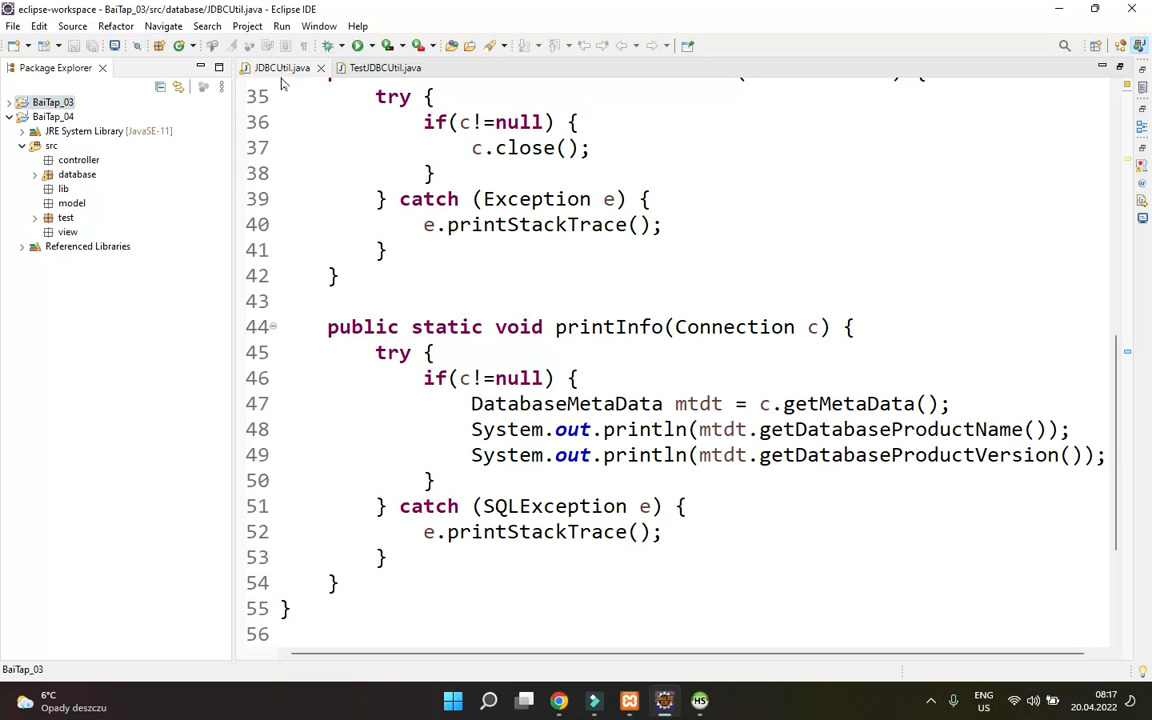 eclipse-workspace - BaiTap_03/src/database/JDBCUtil.java - Eclipse IDE
File Edit Source Refactor Navigate Search Project Run Window Help
Package Explorer
JDBCUtil.java TestJDBCUtil.java
BaiTap_03
BaiTap_04
JRE System Library [JavaSE-11]
src
controller
database
lib
model
test
view
Referenced Libraries
35 try {
36 if(c!=null) {
37 c.close();
38 }
39 } catch (Exception e) {
40 e.printStackTrace();
41 }
42 }
43
44 public static void printInfo(Connection c) {
45 try {
46 if(c!=null) {
47 DatabaseMetaData mtdt = c.getMetaData();
48 System.out.println(mtdt.getDatabaseProductName());
49 System.out.println(mtdt.getDatabaseProductVersion());
50 }
51 } catch (SQLException e) {
52 e.printStackTrace();
53 }
54 }
55 }
56
BaiTap_03
6°C
Opady deszczu
HS
ENG
US
08:17
20.04.2022